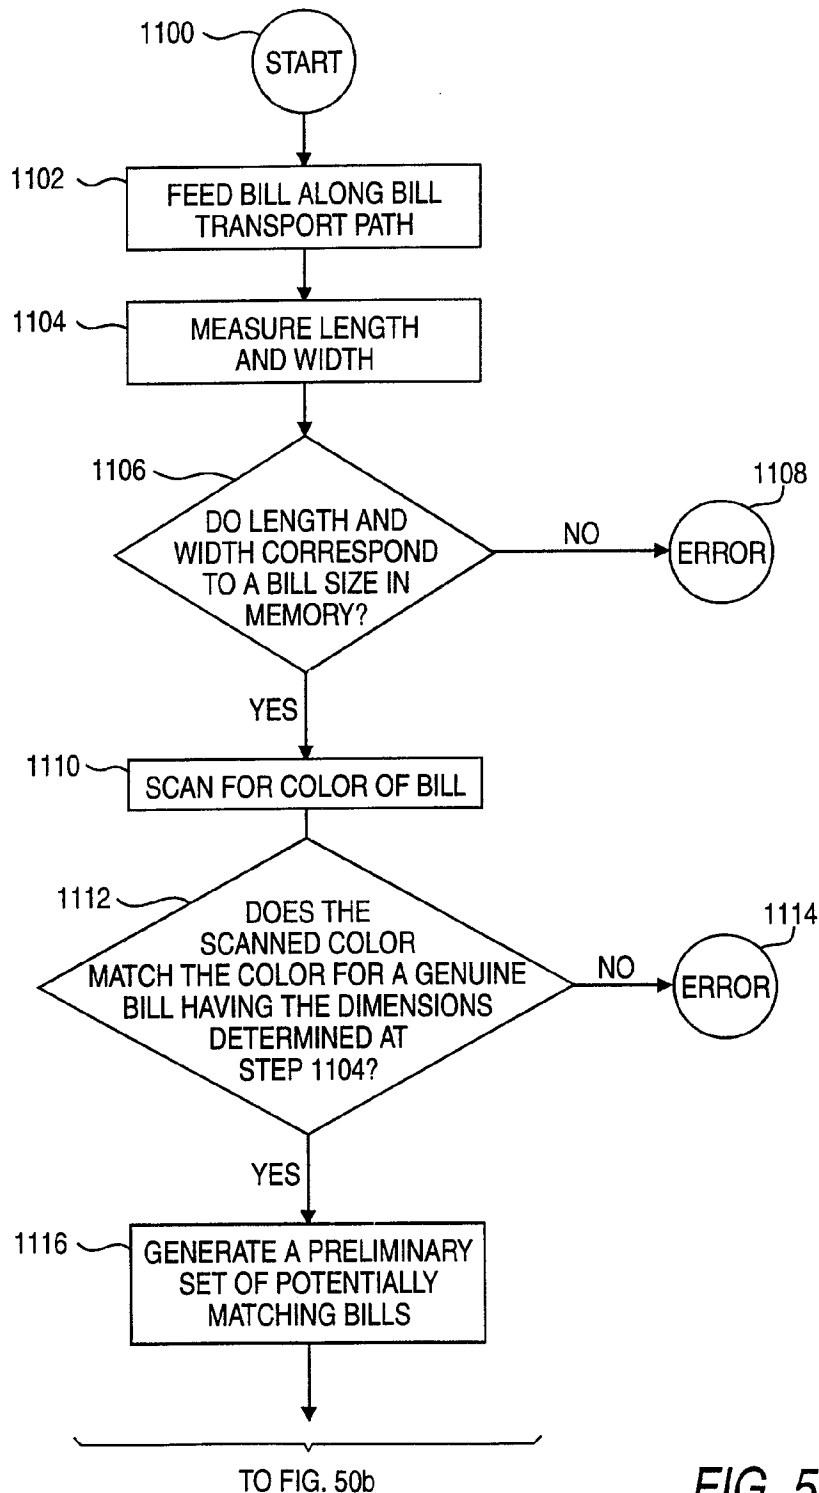 1100
START
1102
FEED BILL ALONG BILL
TRANSPORT PATH
1104
MEASURE LENGTH
AND WIDTH
1106
DO LENGTH AND
WIDTH CORRESPOND
TO A BILL SIZE IN
MEMORY?
NO
1108
ERROR
YES
1110
SCAN FOR COLOR OF BILL
1112
DOES THE
SCANNED COLOR
MATCH THE COLOR FOR A GENUINE
BILL HAVING THE DIMENSIONS
DETERMINED AT
STEP 1104?
NO
1114
ERROR
YES
1116
GENERATE A PRELIMINARY
SET OF POTENTIALLY
MATCHING BILLS
TO FIG. 50b
FIG. 5